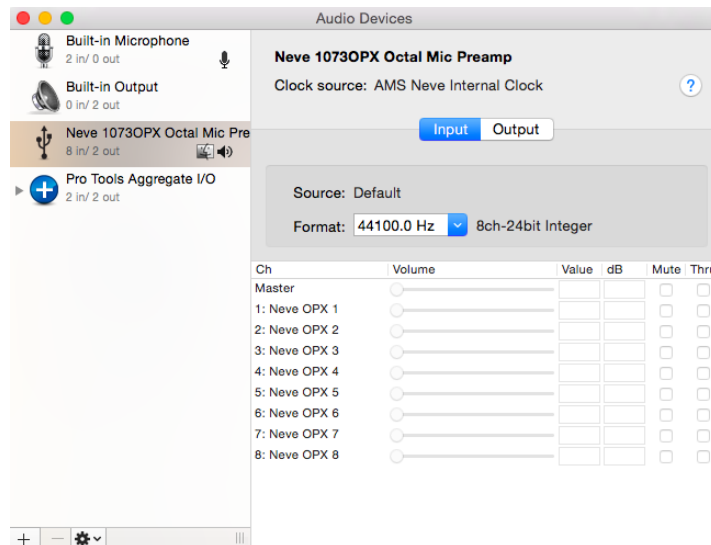 Audio Devices
Built-in Microphone
2 in/ 0 out
Built-in Output
0 in/ 2 out
Neve 1073OPX Octal Mic Pre
8 in/ 2 out
Pro Tools Aggregate I/O
2 in/ 2 out
Neve 1073OPX Octal Mic Preamp
Clock source: AMS Neve Internal Clock
?
Input Output
Source: Default
Format: 44100.0 Hz 8ch-24bit Integer
Ch Volume Value dB Mute Thru
Master
1: Neve OPX 1
2: Neve OPX 2
3: Neve OPX 3
4: Neve OPX 4
5: Neve OPX 5
6: Neve OPX 6
7: Neve OPX 7
8: Neve OPX 8